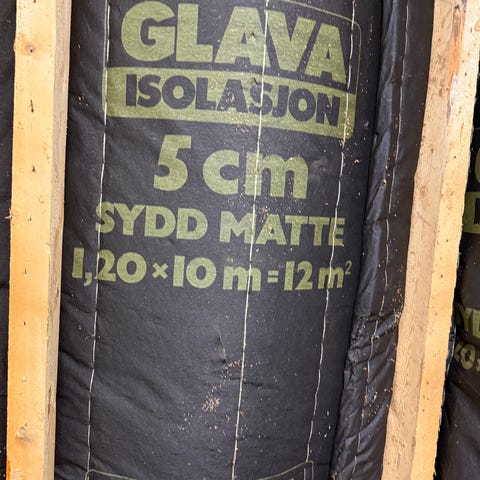 GLAVA
ISOLASJON
5 cm
SYDD MATTE
1,20 × 10 m = 12 m²